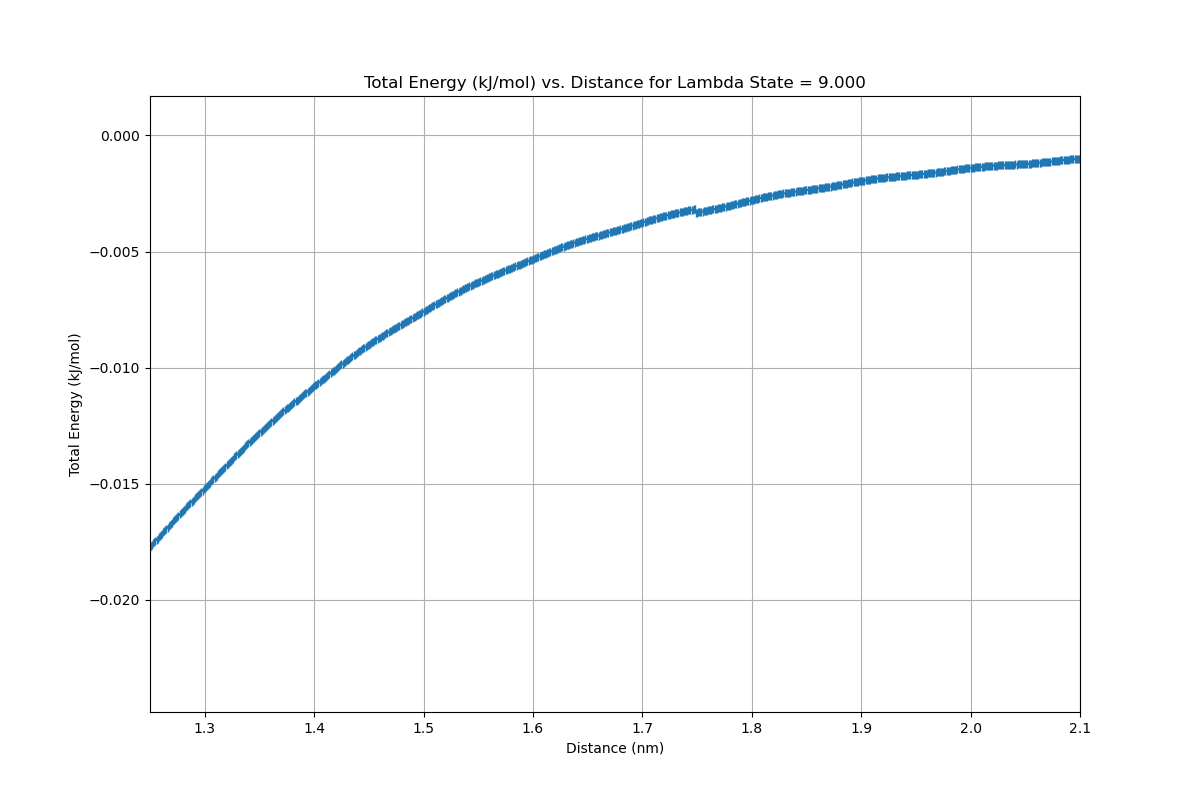 Total Energy (kJ/mol) vs. Distance for Lambda State = 9.000
0.000
−0.005
−0.010
−0.015
−0.020
Total Energy (kJ/mol)
1.3 1.4 1.5 1.6 1.7 1.8 1.9 2.0 2.1
Distance (nm)